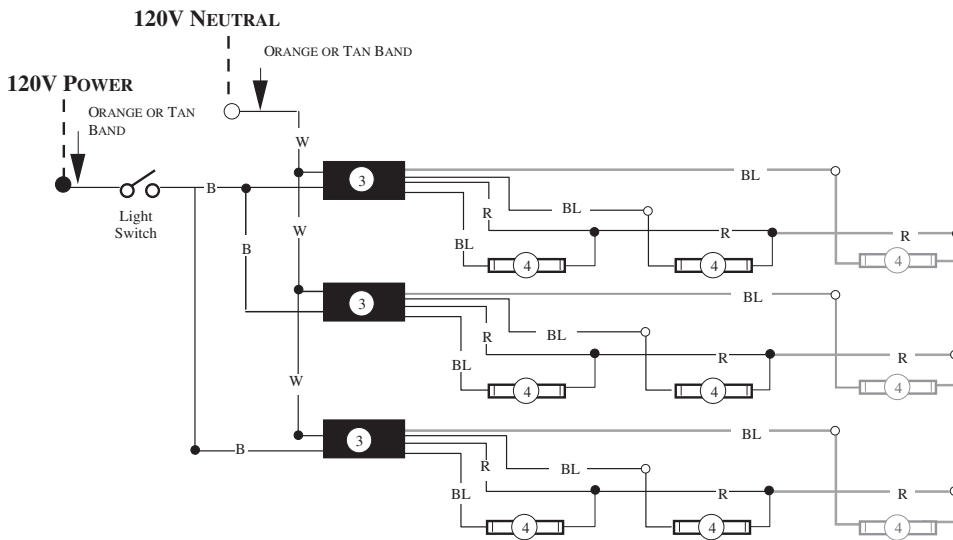 120V NEUTRAL
ORANGE OR TAN BAND
120V POWER
ORANGE OR TAN
BAND
W
3
BL
B
R
BL
R
R
Light
Switch
W
BL
B
4
4
4
3
BL
R
BL
R
R
BL
W
4
4
4
3
BL
B
R
BL
BL
R
R
4
4
4